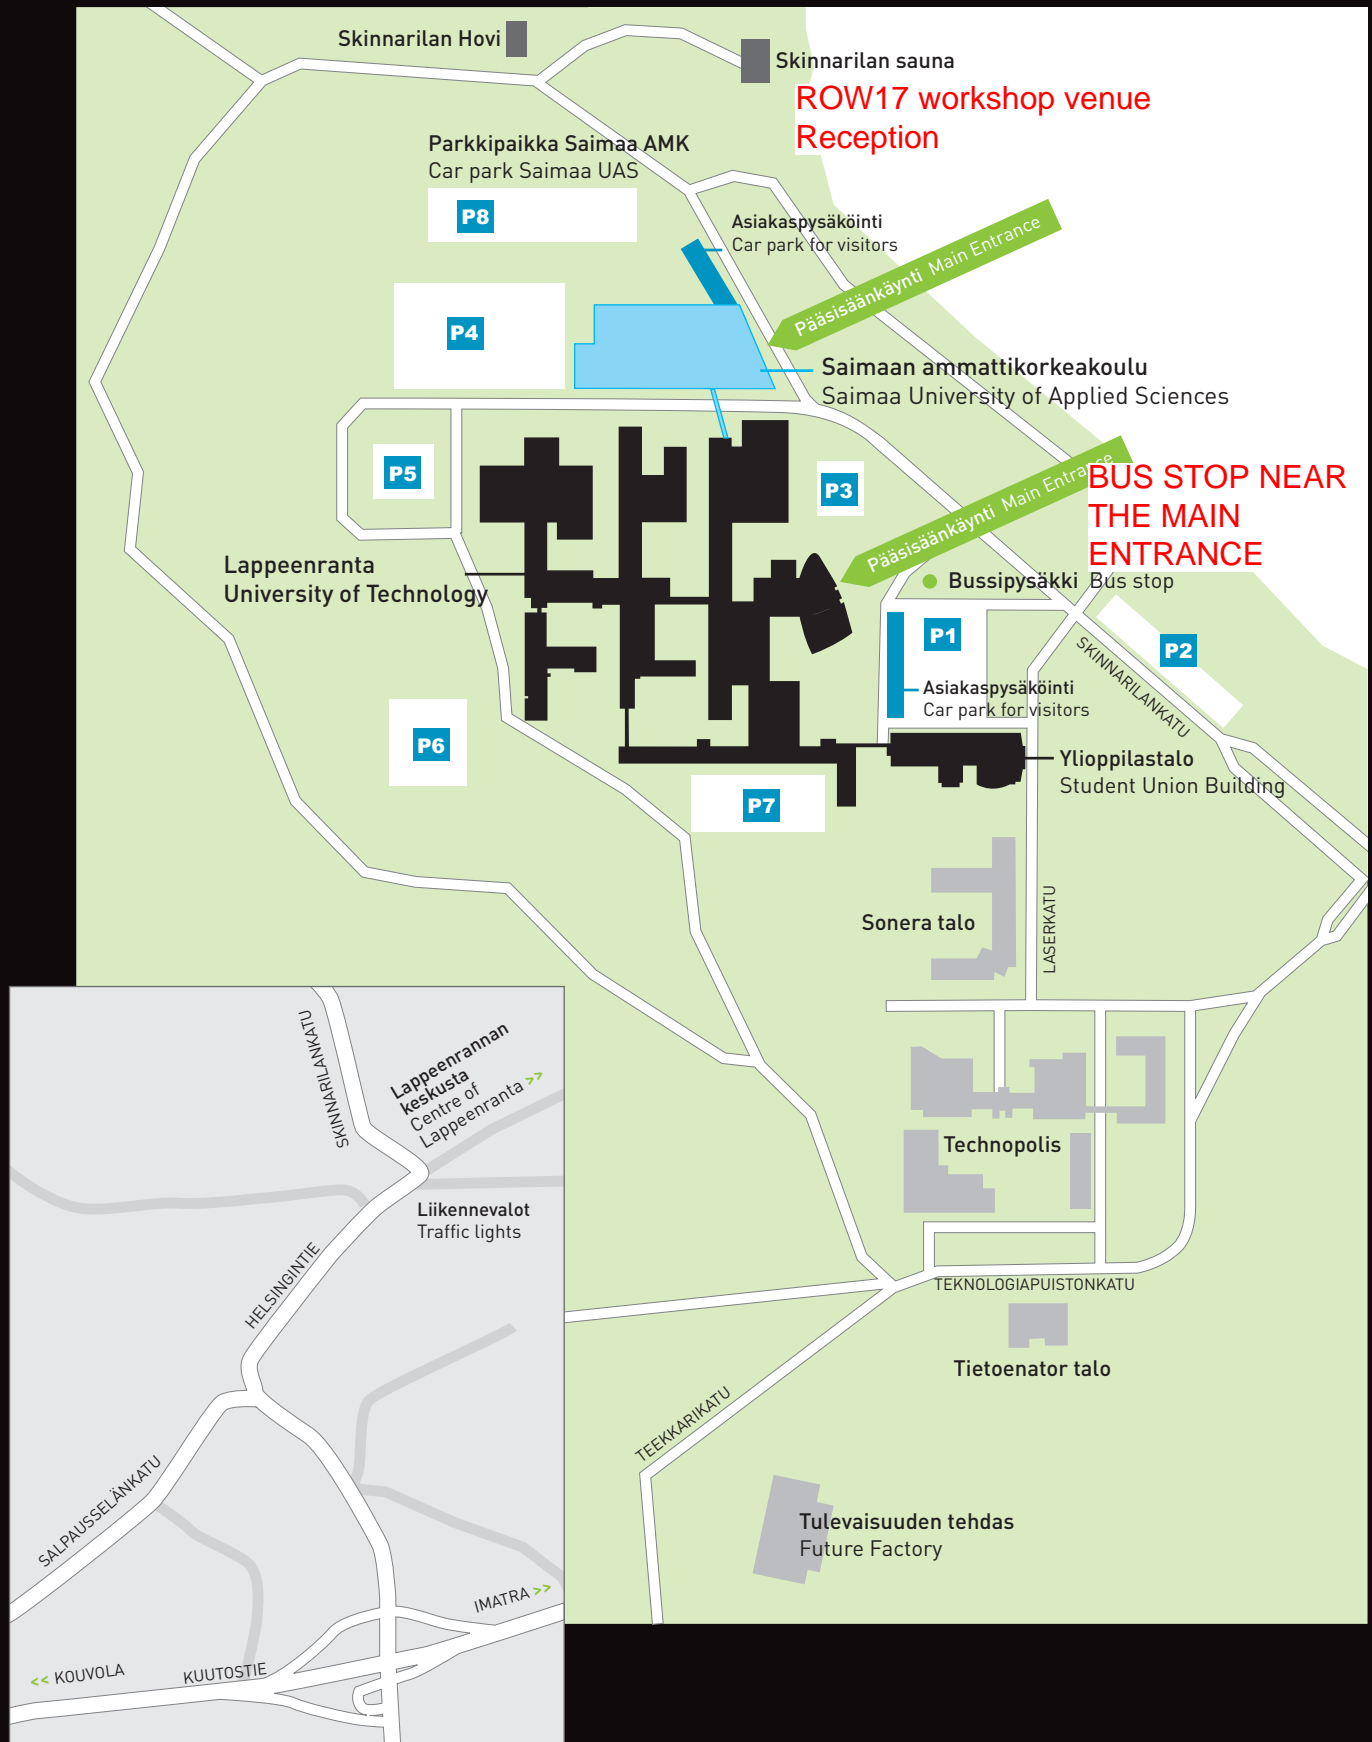 Skinnarilan Hovi
Skinnarilan sauna
ROW17 workshop venue
Reception
Parkkipaikka Saimaa AMK
Car park Saimaa UAS
P8
Asiakaspysäköinti
Car park for visitors
Pääsisäänkäynti Main Entrance
P4
Saimaan ammattikorkeakoulu
Saimaa University of Applied Sciences
P5
P3
Pääsisäänkäynti Main Entrance
BUS STOP NEAR
THE MAIN
ENTRANCE
Lappeenranta
University of Technology
Bussipysäkki Bus stop
P1
P2
SKINNARILANKATU
Asiakaspysäköinti
Car park for visitors
P6
Ylioppilastalo
Student Union Building
P7
Sonera talo
LASERKATU
Technopolis
TEKNOLOGIAPUISTONKATU
Tietoenator talo
TEEKKARIKATU
Tulevaisuuden tehdas
Future Factory
SKINNARILANKATU
Lappeenrannan
keskusta
Centre of
Lappeenranta >>
Liikennevalot
Traffic lights
HELSINGINTIE
SALPAUSSELÄNKATU
IMATRA >>
<< KOUVOLA
KUUTOSTIE